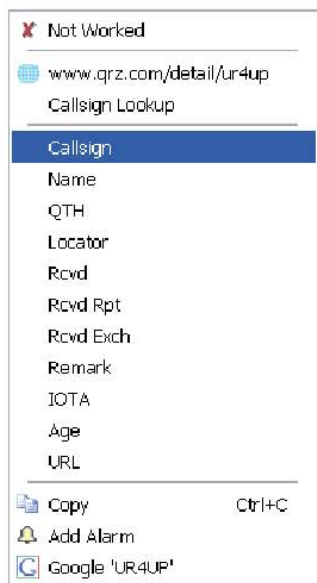 Not Worked
www.qrz.com/detail/ur4up
Callsign Lookup
Callsign
Name
QTH
Locator
Rcvd
Rcvd Rpt
Rcvd Exch
Remark
IOTA
Age
URL
Copy Ctrl+C
Add Alarm
Google 'UR4UP'